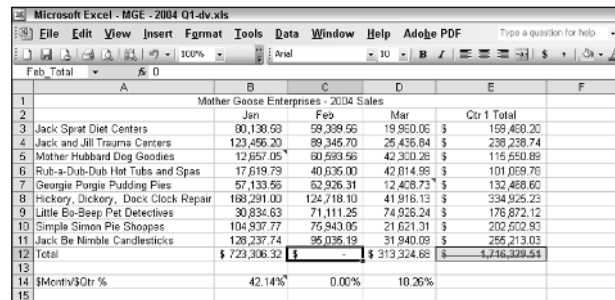 Microsoft Excel - MGE - 2004 Q1-dv.xls
File Edit View Insert Format Tools Data Window Help Adobe PDF Type a question for help
100% Arial 10 B I $ ,
Feb_Total fx 0
A B C D E F
1 Mother Goose Enterprises - 2004 Sales
2 Jan Feb Mar Qtr 1 Total
3 Jack Sprat Diet Centers 80,138.58 59,389.56 19,960.06 $ 159,488.20
4 Jack and Jill Trauma Centers 123,456.20 89,345.70 25,436.84 $ 238,238.74
5 Mother Hubbard Dog Goodies 12,657.05 60,593.56 42,300.28 $ 115,550.89
6 Rub-a-Dub-Dub Hot Tubs and Spas 17,619.79 40,635.00 42,814.99 $ 101,069.78
7 Georgie Porgie Pudding Pies 57,133.56 62,926.31 12,408.73 $ 132,468.60
8 Hickory, Dickory, Dock Clock Repair 168,291.00 124,718.10 41,916.13 $ 334,925.23
9 Little Bo-Beep Pet Detectives 30,834.63 71,111.25 74,926.24 $ 176,872.12
10 Simple Simon Pie Shoppes 104,937.77 75,943.85 21,621.31 $ 202,502.93
11 Jack Be Nimble Candlesticks 128,237.74 95,035.19 31,940.09 $ 255,213.03
12 Total $ 723,306.32 $ - $ 313,324.68 $ 1,716,329.51
13
14 $Month/$Qtr % 42.14% 0.00% 18.26%
15